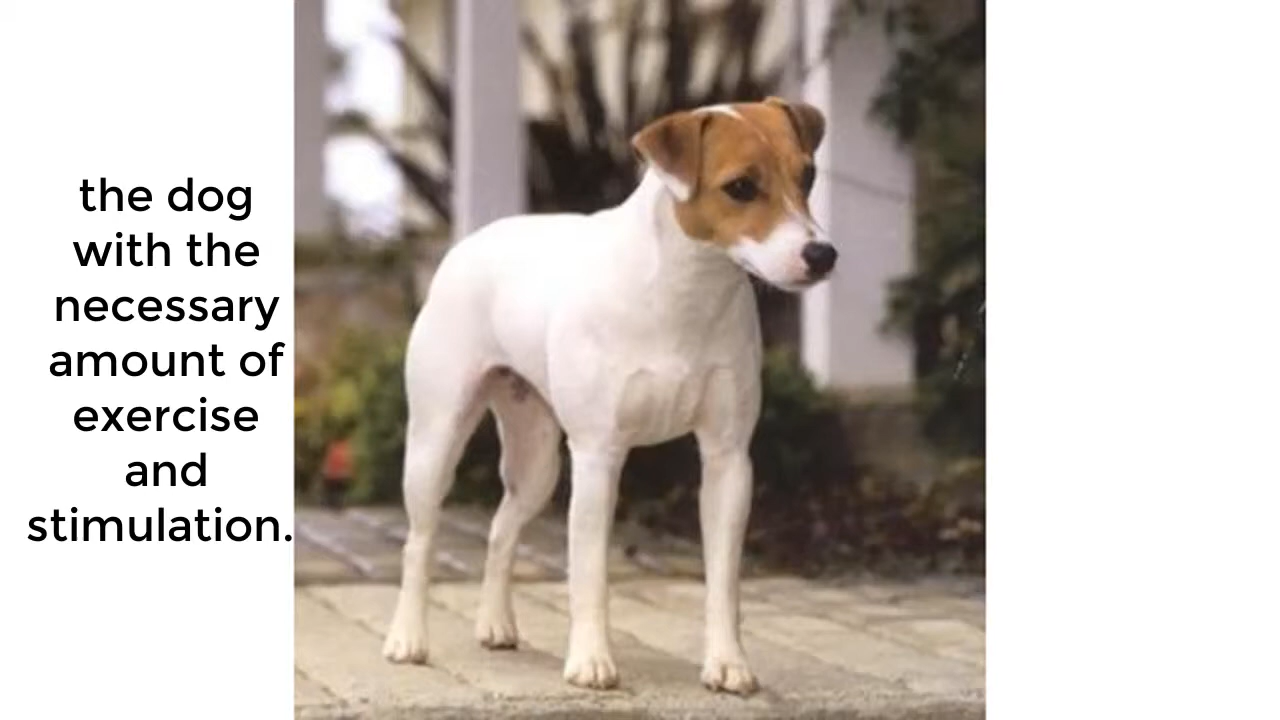 the dog
with the
necessary
amount of
exercise
and
stimulation.